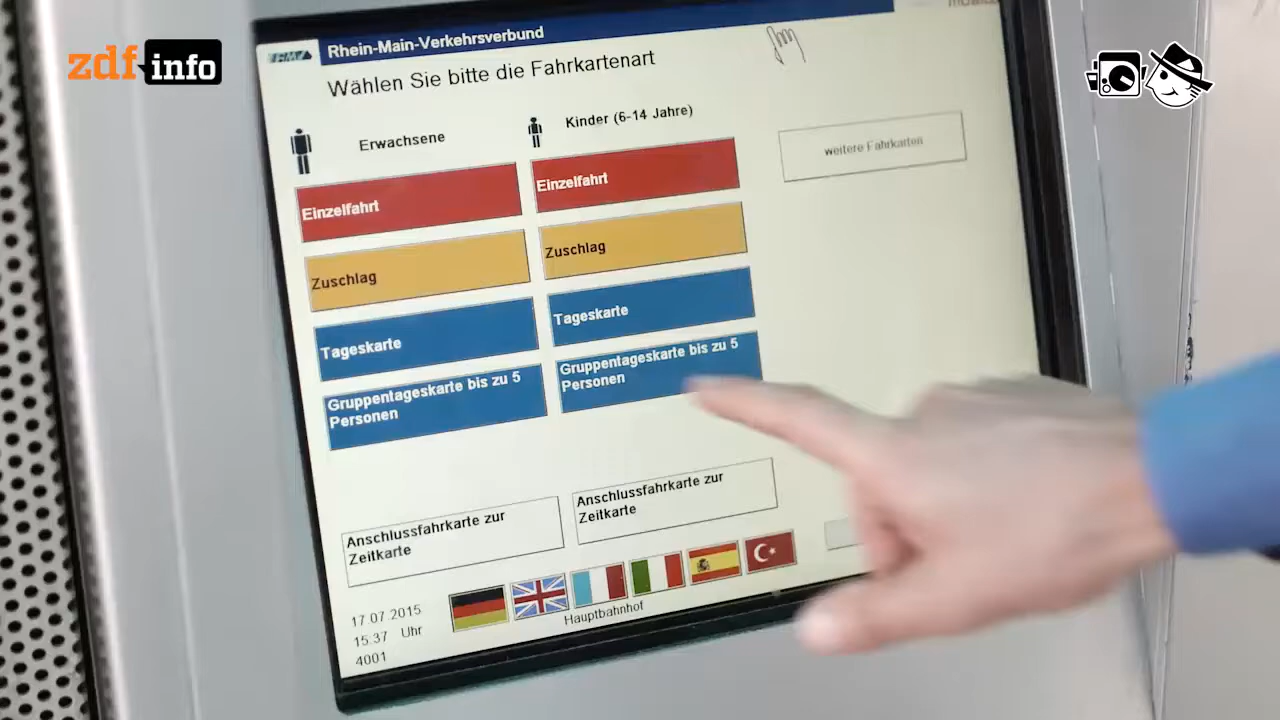 zdf info
Rhein-Main-Verkehrsverbund
Wählen Sie bitte die Fahrkartenart
Erwachsene
Kinder (6-14 Jahre)
weitere Fahrkarten
Einzelfahrt
Einzelfahrt
Zuschlag
Zuschlag
Tageskarte
Tageskarte
Gruppentageskarte bis zu 5
Personen
Gruppentageskarte bis zu 5
Personen
Anschlussfahrkarte zur
Zeitkarte
Anschlussfahrkarte zur
Zeitkarte
17.07.2015
15.37 Uhr
4001
Hauptbahnhof